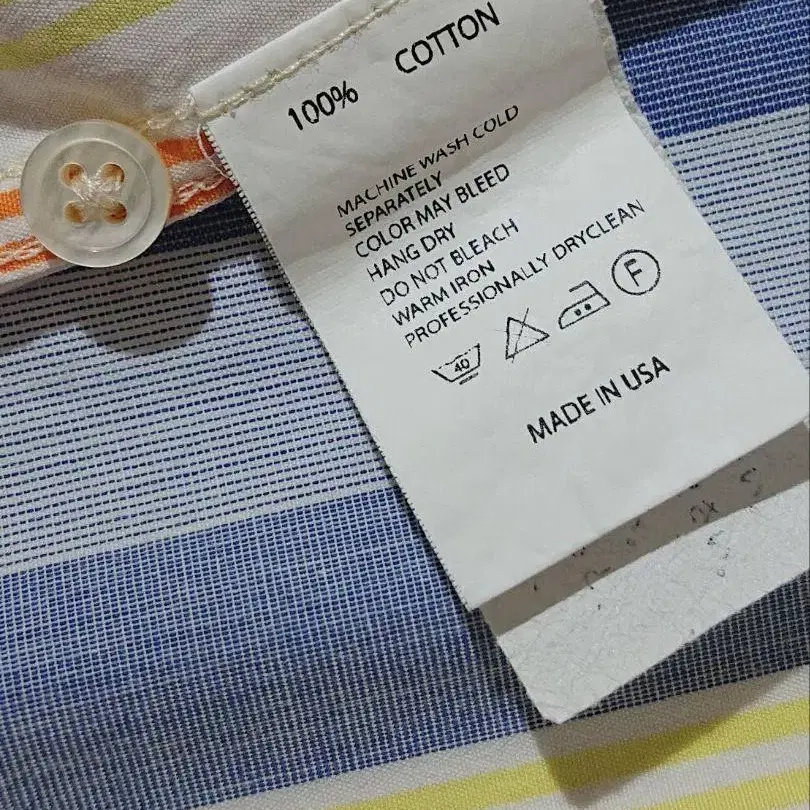 100% COTTON
MACHINE WASH COLD
SEPARATELY
COLOR MAY BLEED
HANG DRY
DO NOT BLEACH
WARM IRON
PROFESSIONALLY DRYCLEAN
40 F
MADE IN USA